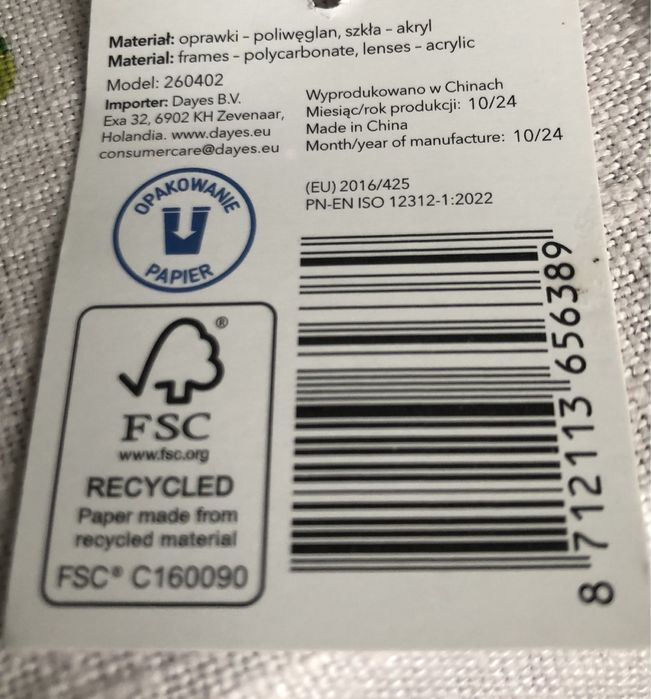 Materiał: oprawki – poliwęglan, szkła – akryl
Material: frames – polycarbonate, lenses – acrylic
Model: 260402
Importer: Dayes B.V.
Exa 32, 6902 KH Zevenaar,
Holandia. www.dayes.eu
consumercare@dayes.eu
Wyprodukowano w Chinach
Miesiąc/rok produkcji: 10/24
Made in China
Month/year of manufacture: 10/24
(EU) 2016/425
PN-EN ISO 12312-1:2022
OPAKOWANIE
PAPIER
®
FSC
www.fsc.org
RECYCLED
Paper made from
recycled material
FSC® C160090
8 712113 656389